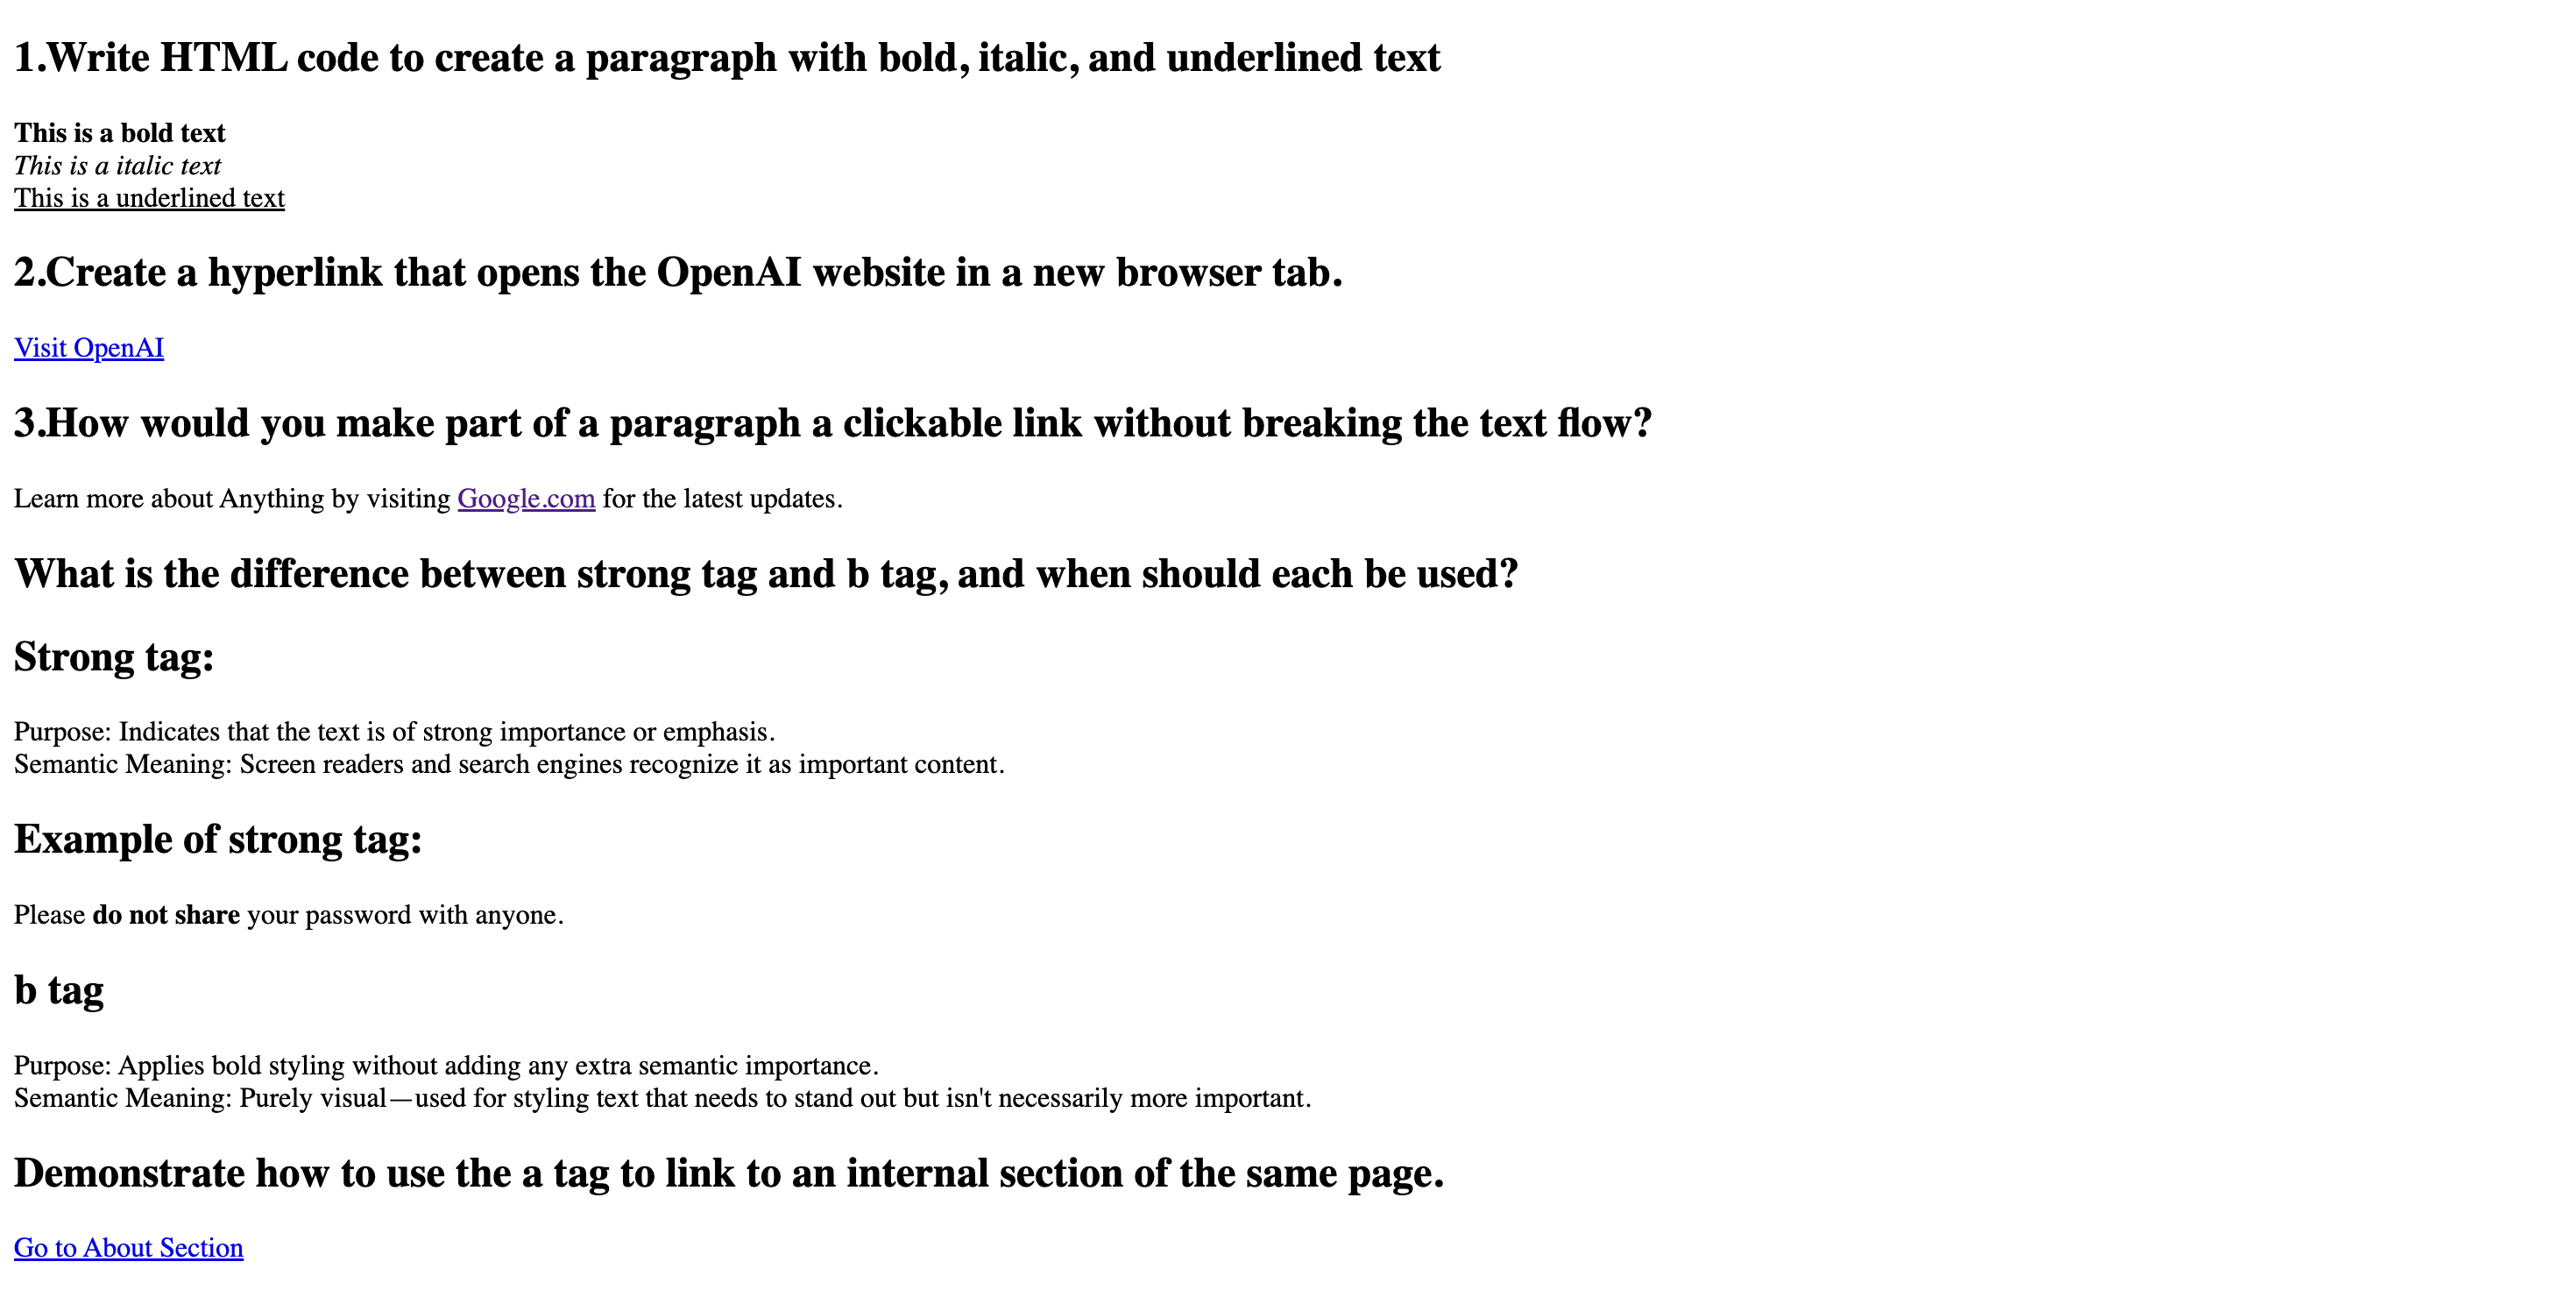 1.Write HTML code to create a paragraph with bold, italic, and underlined text
This is a bold text
This is a italic text
This is a underlined text
2.Create a hyperlink that opens the OpenAI website in a new browser tab.
Visit OpenAI
3.How would you make part of a paragraph a clickable link without breaking the text flow?
Learn more about Anything by visiting Google.com for the latest updates.
What is the difference between strong tag and b tag, and when should each be used?
Strong tag:
Purpose: Indicates that the text is of strong importance or emphasis.
Semantic Meaning: Screen readers and search engines recognize it as important content.
Example of strong tag:
Please do not share your password with anyone.
b tag
Purpose: Applies bold styling without adding any extra semantic importance.
Semantic Meaning: Purely visual—used for styling text that needs to stand out but isn't necessarily more important.
Demonstrate how to use the a tag to link to an internal section of the same page.
Go to About Section